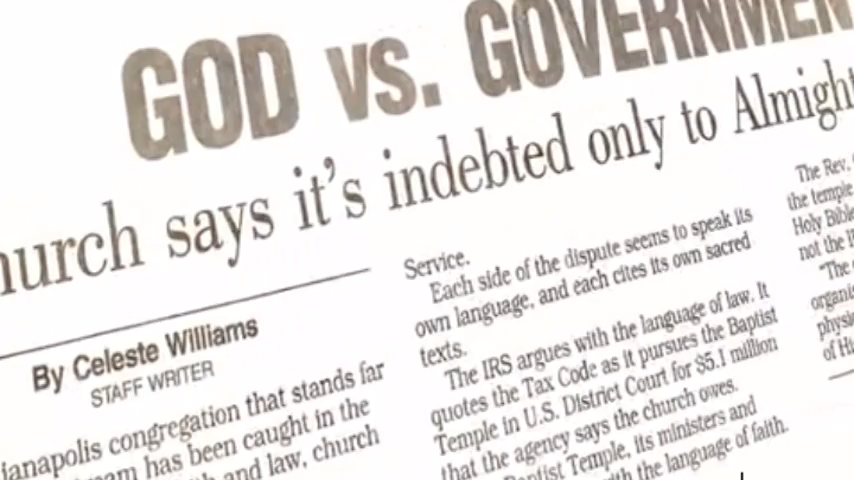 GOD vs. GOVERNMEN
hurch says it's indebted only to Almight
By Celeste Williams
STAFF WRITER
ianapolis congregation that stands far
eam has been caught in the
h and law, church
Service.
Each side of the dispute seems to speak its
own language, and each cites its own sacred
texts.
The IRS argues with the language of law. It
quotes the Tax Code as it pursues the Baptist
Temple in U.S. District Court for $5.1 million
that the agency says the church owes.
Baptist Temple, its ministers and
with the language of faith.
The Rev.
the temple
Holy Bible
not the I
"The
organis
physi
of Hi